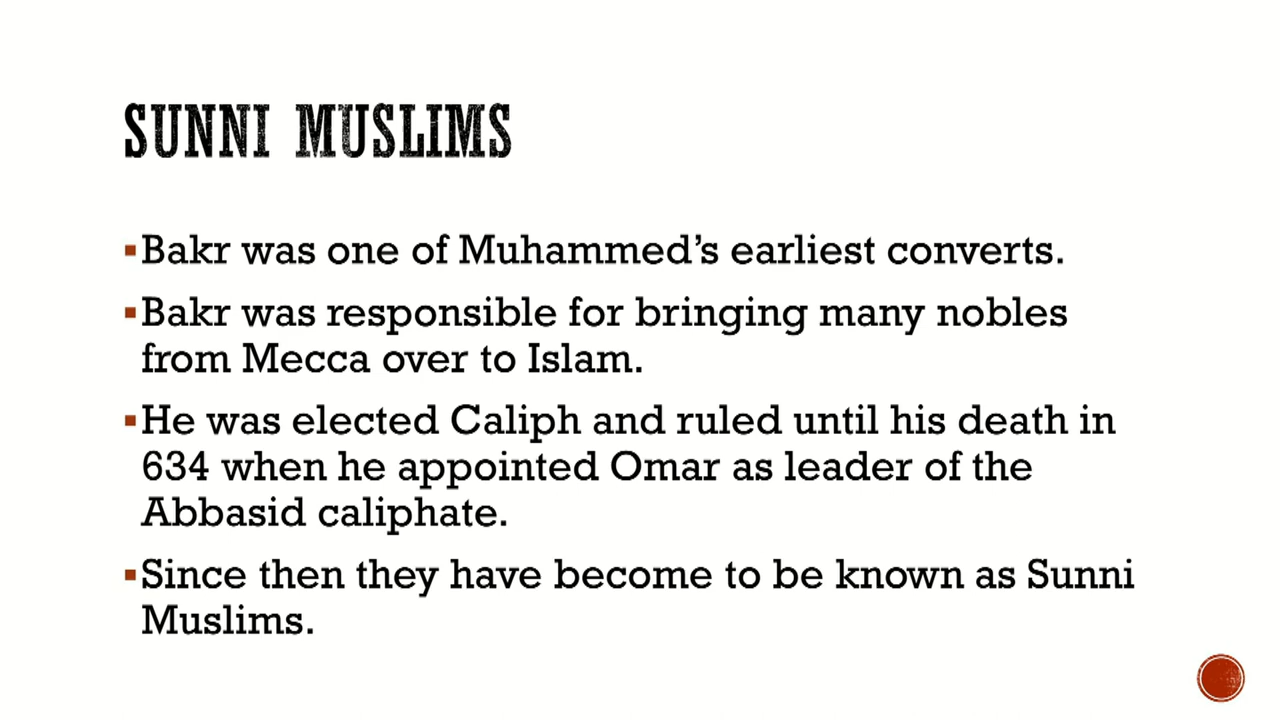 SUNNI MUSLIMS
▪Bakr was one of Muhammed’s earliest converts.
▪Bakr was responsible for bringing many nobles
from Mecca over to Islam.
▪He was elected Caliph and ruled until his death in
634 when he appointed Omar as leader of the
Abbasid caliphate.
▪Since then they have become to be known as Sunni
Muslims.